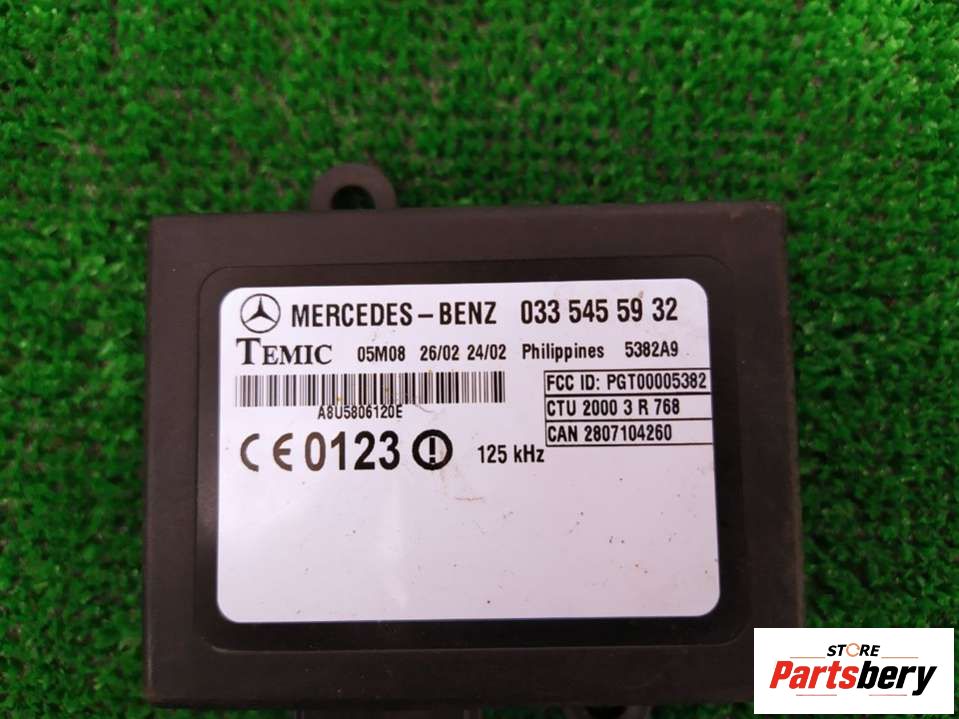 MERCEDES-BENZ 033 545 59 32
TEMIC 05M08 26/02 24/02 Philippines 5382A9
FCC ID: PGT00005382
A8U5806120E
CTU 2000 3 R 768
CAN 2807104260
CE 0123 125 kHz
STORE
Partsbery